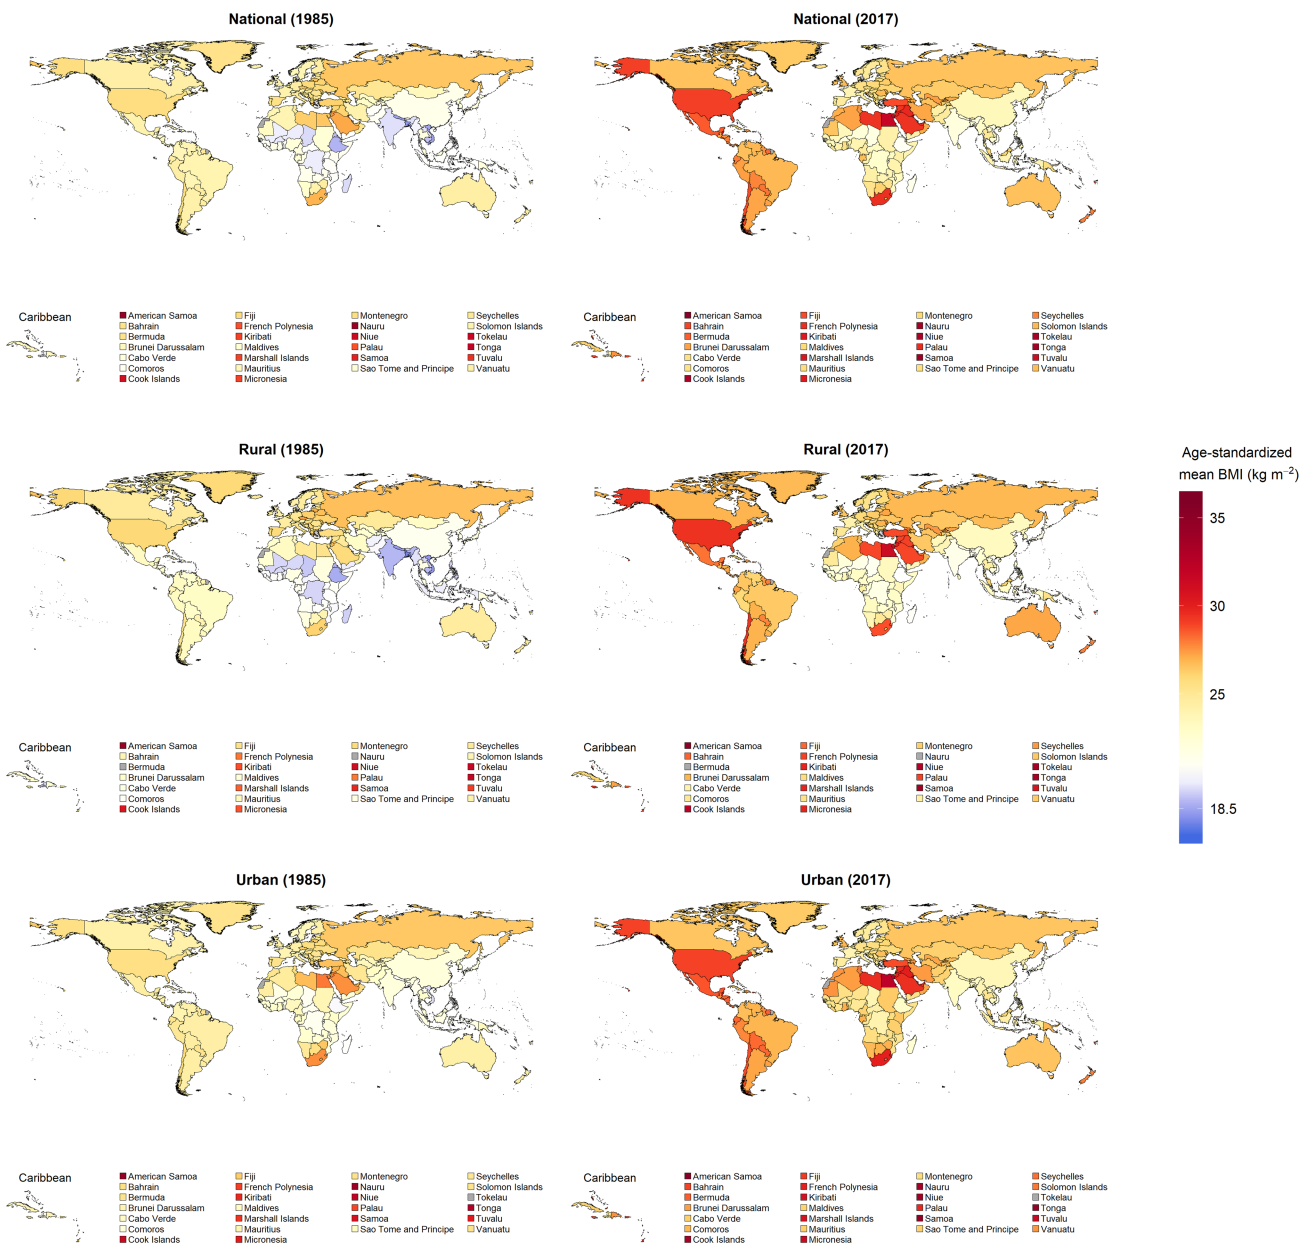 National (1985)
National (2017)
Caribbean
American Samoa
Bahrain
Bermuda
Brunei Darussalam
Cabo Verde
Comoros
Cook Islands
Fiji
French Polynesia
Kiribati
Maldives
Marshall Islands
Mauritius
Micronesia
Montenegro
Nauru
Niue
Palau
Samoa
Sao Tome and Principe
Seychelles
Solomon Islands
Tokelau
Tonga
Tuvalu
Vanuatu
Caribbean
American Samoa
Bahrain
Bermuda
Brunei Darussalam
Cabo Verde
Comoros
Cook Islands
Fiji
French Polynesia
Kiribati
Maldives
Marshall Islands
Mauritius
Micronesia
Montenegro
Nauru
Niue
Palau
Samoa
Sao Tome and Principe
Seychelles
Solomon Islands
Tokelau
Tonga
Tuvalu
Vanuatu
Rural (1985)
Rural (2017)
Age-standardized
mean BMI (kg m⁻²)
35
30
25
18.5
Caribbean
American Samoa
Bahrain
Bermuda
Brunei Darussalam
Cabo Verde
Comoros
Cook Islands
Fiji
French Polynesia
Kiribati
Maldives
Marshall Islands
Mauritius
Micronesia
Montenegro
Nauru
Niue
Palau
Samoa
Sao Tome and Principe
Seychelles
Solomon Islands
Tokelau
Tonga
Tuvalu
Vanuatu
Caribbean
American Samoa
Bahrain
Bermuda
Brunei Darussalam
Cabo Verde
Comoros
Cook Islands
Fiji
French Polynesia
Kiribati
Maldives
Marshall Islands
Mauritius
Micronesia
Montenegro
Nauru
Niue
Palau
Samoa
Sao Tome and Principe
Seychelles
Solomon Islands
Tokelau
Tonga
Tuvalu
Vanuatu
Urban (1985)
Urban (2017)
Caribbean
American Samoa
Bahrain
Bermuda
Brunei Darussalam
Cabo Verde
Comoros
Cook Islands
Fiji
French Polynesia
Kiribati
Maldives
Marshall Islands
Mauritius
Micronesia
Montenegro
Nauru
Niue
Palau
Samoa
Sao Tome and Principe
Seychelles
Solomon Islands
Tokelau
Tonga
Tuvalu
Vanuatu
Caribbean
American Samoa
Bahrain
Bermuda
Brunei Darussalam
Cabo Verde
Comoros
Cook Islands
Fiji
French Polynesia
Kiribati
Maldives
Marshall Islands
Mauritius
Micronesia
Montenegro
Nauru
Niue
Palau
Samoa
Sao Tome and Principe
Seychelles
Solomon Islands
Tokelau
Tonga
Tuvalu
Vanuatu